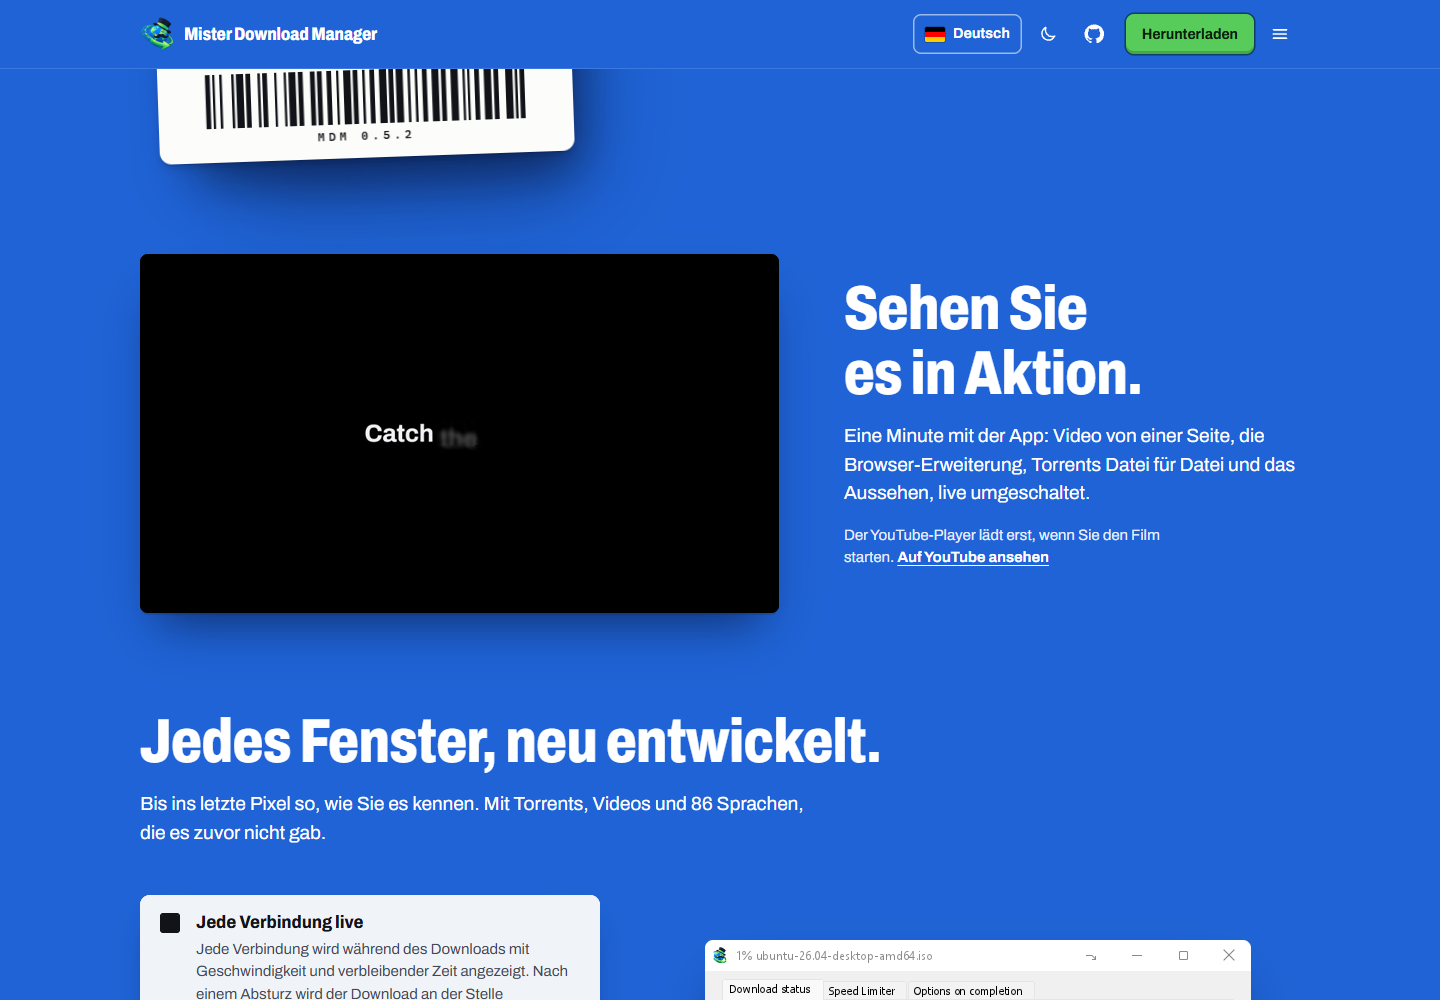 Mister Download Manager
Deutsch
Herunterladen
MDM 0.5.2
Catch the
Sehen Sie
es in Aktion.
Eine Minute mit der App: Video von einer Seite, die
Browser-Erweiterung, Torrents Datei für Datei und das
Aussehen, live umgeschaltet.
Der YouTube-Player lädt erst, wenn Sie den Film
starten. Auf YouTube ansehen
Jedes Fenster, neu entwickelt.
Bis ins letzte Pixel so, wie Sie es kennen. Mit Torrents, Videos und 86 Sprachen,
die es zuvor nicht gab.
Jede Verbindung live
Jede Verbindung wird während des Downloads mit
Geschwindigkeit und verbleibender Zeit angezeigt. Nach
einem Absturz wird der Download an der Stelle
1% ubuntu-26.04-desktop-amd64.iso
Download status
Speed Limiter
Options on completion